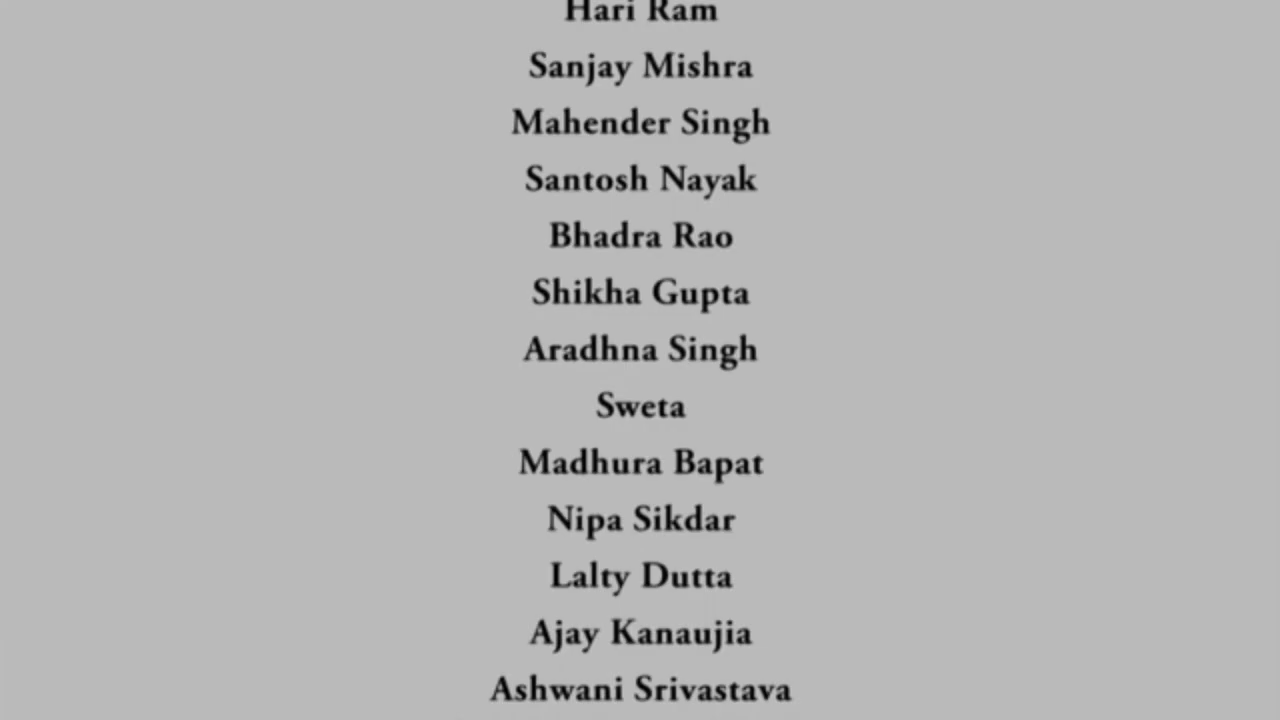 Hari Ram
Sanjay Mishra
Mahender Singh
Santosh Nayak
Bhadra Rao
Shikha Gupta
Aradhna Singh
Sweta
Madhura Bapat
Nipa Sikdar
Lalty Dutta
Ajay Kanaujia
Ashwani Srivastava